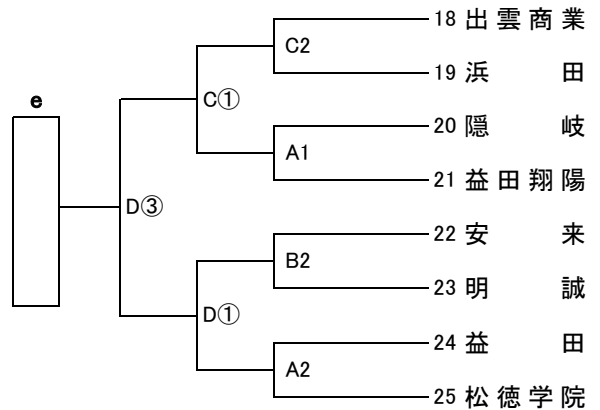 18 出雲商業
C2
19 浜田
e
C①
20 隠岐
A1
21 益田翔陽
D③
22 安来
B2
23 明誠
D①
24 益田
A2
25 松徳学院